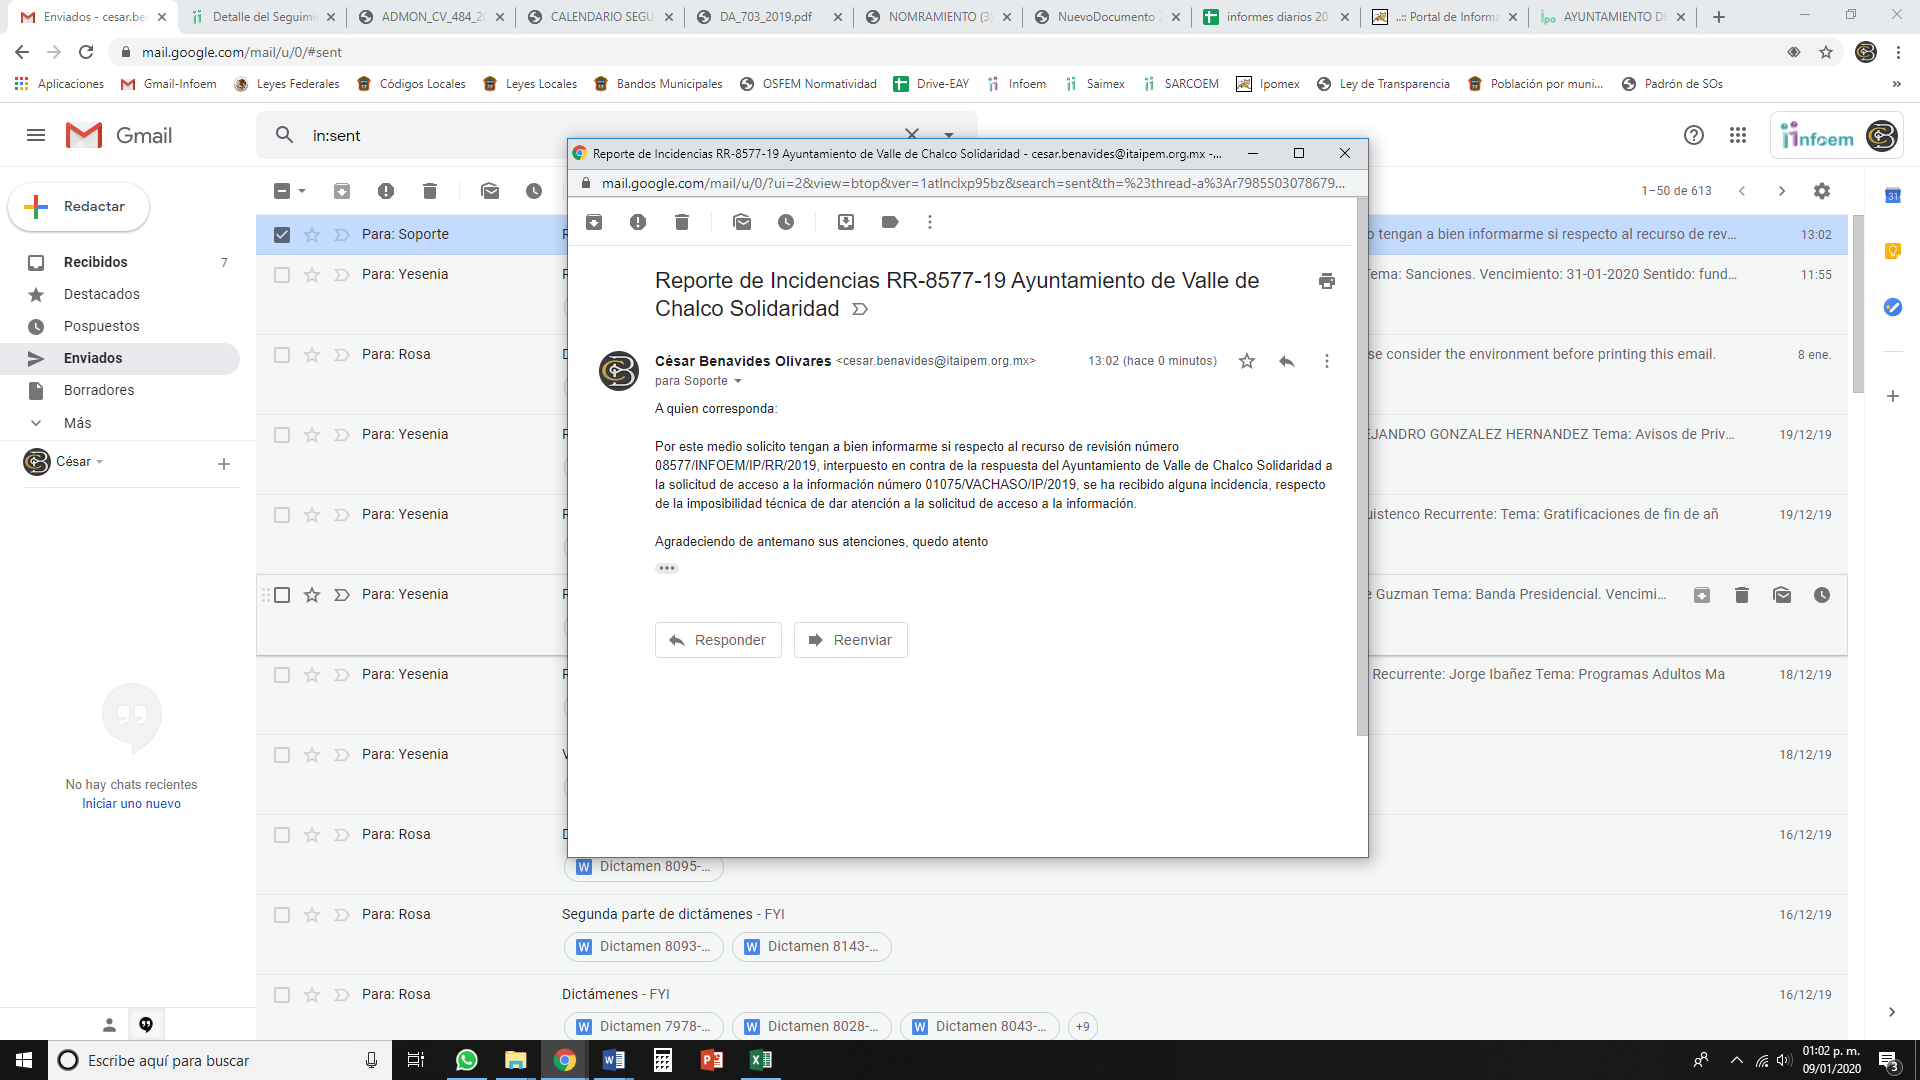 Enviados - cesar.be
Detalle del Seguimi
ADMON_CV_484_20
CALENDARIO SEGU
DA_703_2019.pdf
NOMRAMIENTO (3)
NuevoDocumento 2
informes diarios 201
..:: Portal de Informa
AYUNTAMIENTO DE
mail.google.com/mail/u/0/#sent
Aplicaciones Gmail-Infoem Leyes Federales Códigos Locales Leyes Locales Bandos Municipales OSFEM Normatividad Drive-EAY Infoem Saimex SARCOEM Ipomex Ley de Transparencia Población por muni... Padrón de SOs »
Gmail
in:sent
infoem
Redactar
Recibidos 7
Destacados
Pospuestos
Enviados
Borradores
Más
César
No hay chats recientes
Iniciar uno nuevo
1–50 de 613
Para: Soporte
o tengan a bien informarme si respecto al recurso de rev... 13:02
Para: Yesenia
Tema: Sanciones. Vencimiento: 31-01-2020 Sentido: fund... 11:55
Para: Rosa
se consider the environment before printing this email. 8 ene.
Para: Yesenia
EJANDRO GONZALEZ HERNANDEZ Tema: Avisos de Priv... 19/12/19
Para: Yesenia
uistenco Recurrente: Tema: Gratificaciones de fin de añ 19/12/19
Para: Yesenia
e Guzman Tema: Banda Presidencial. Vencimi...
Para: Yesenia
Recurrente: Jorge Ibañez Tema: Programas Adultos Ma 18/12/19
Para: Yesenia
18/12/19
Para: Rosa
16/12/19
Dictamen 8095-...
Para: Rosa
Segunda parte de dictámenes - FYI 16/12/19
Dictamen 8093-... Dictamen 8143-...
Para: Rosa
Dictámenes - FYI 16/12/19
Dictamen 7978-... Dictamen 8028-... Dictamen 8043-... +9
Reporte de Incidencias RR-8577-19 Ayuntamiento de Valle de Chalco Solidaridad - cesar.benavides@itaipem.org.mx -...
mail.google.com/mail/u/0/?ui=2&view=btop&ver=1atlnclxp95bz&search=sent&th=%23thread-a%3Ar7985503078679...
Reporte de Incidencias RR-8577-19 Ayuntamiento de Valle de
Chalco Solidaridad
César Benavides Olivares <cesar.benavides@itaipem.org.mx> 13:02 (hace 0 minutos)
para Soporte
A quien corresponda:
Por este medio solicito tengan a bien informarme si respecto al recurso de revisión número
08577/INFOEM/IP/RR/2019, interpuesto en contra de la respuesta del Ayuntamiento de Valle de Chalco Solidaridad a
la solicitud de acceso a la información número 01075/VACHASO/IP/2019, se ha recibido alguna incidencia, respecto
de la imposibilidad técnica de dar atención a la solicitud de acceso a la información.
Agradeciendo de antemano sus atenciones, quedo atento
Responder
Reenviar
Escribe aquí para buscar
01:02 p. m.
09/01/2020
3